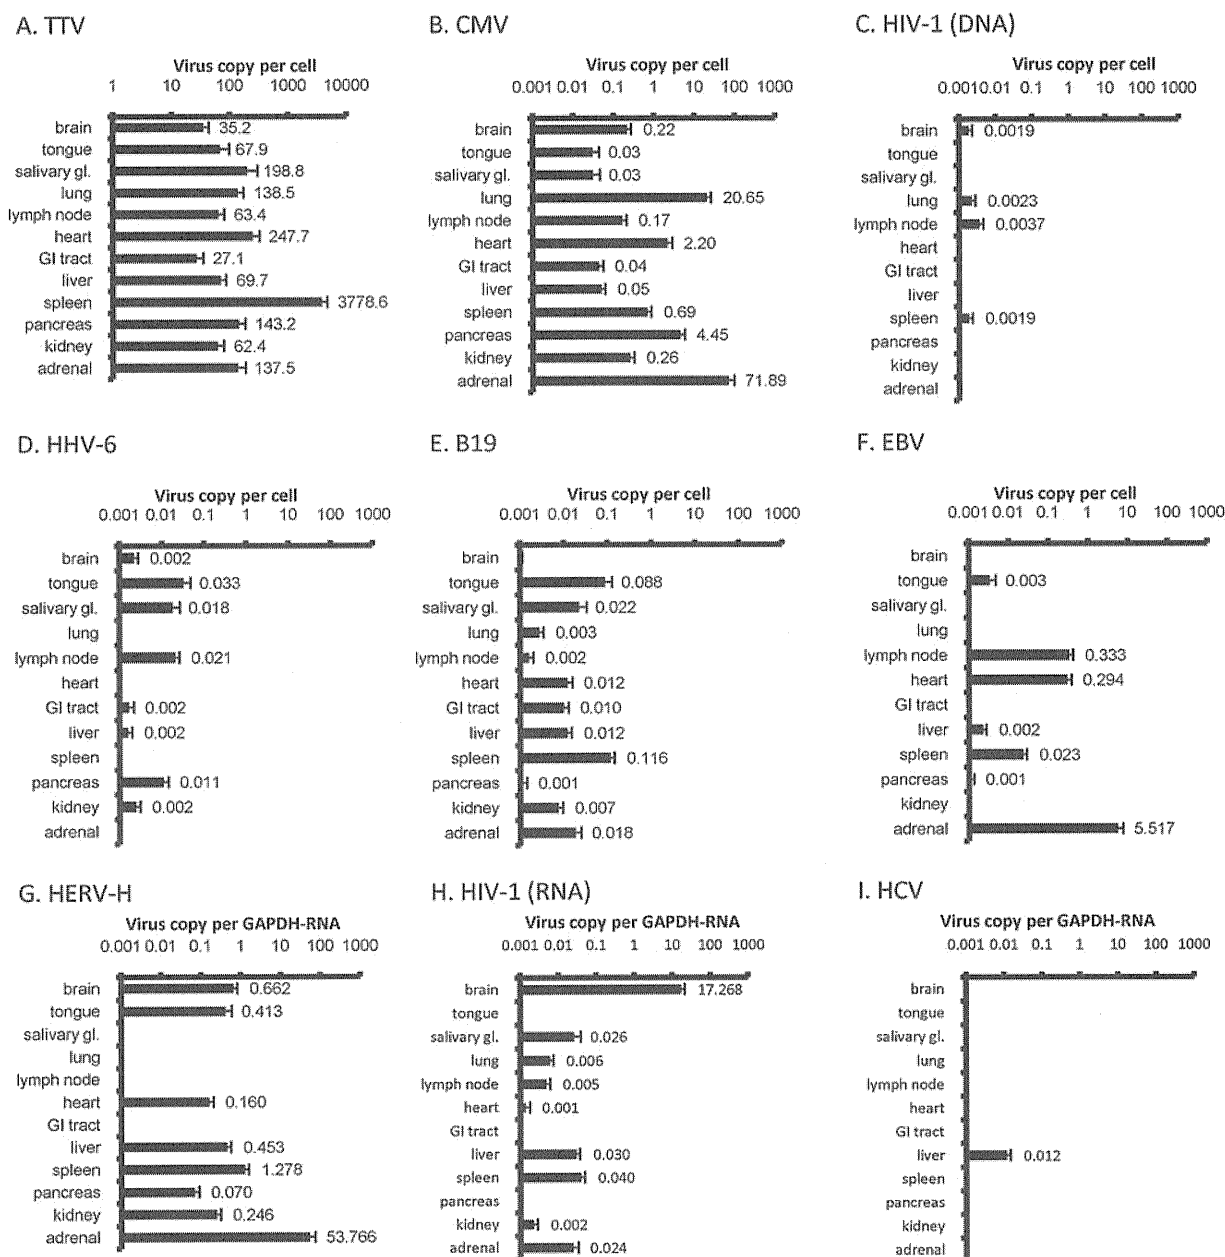 A. TTV
Virus copy per cell
1 10 100 1000 10000
brain 35.2
tongue 67.9
salivary gl. 198.8
lung 138.5
lymph node 63.4
heart 247.7
GI tract 27.1
liver 69.7
spleen 3778.6
pancreas 143.2
kidney 62.4
adrenal 137.5
B. CMV
Virus copy per cell
0.001 0.01 0.1 1 10 100 1000
brain 0.22
tongue 0.03
salivary gl. 0.03
lung 20.65
lymph node 0.17
heart 2.20
GI tract 0.04
liver 0.05
spleen 0.69
pancreas 4.45
kidney 0.26
adrenal 71.89
C. HIV-1 (DNA)
Virus copy per cell
0.001 0.01 0.1 1 10 100 1000
brain 0.0019
tongue
salivary gl.
lung 0.0023
lymph node 0.0037
heart
GI tract
liver
spleen 0.0019
pancreas
kidney
adrenal
D. HHV-6
Virus copy per cell
0.001 0.01 0.1 1 10 100 1000
brain 0.002
tongue 0.033
salivary gl. 0.018
lung
lymph node 0.021
heart
GI tract 0.002
liver 0.002
spleen
pancreas 0.011
kidney 0.002
adrenal
E. B19
Virus copy per cell
0.001 0.01 0.1 1 10 100 1000
brain
tongue 0.088
salivary gl. 0.022
lung 0.003
lymph node 0.002
heart 0.012
GI tract 0.010
liver 0.012
spleen 0.116
pancreas 0.001
kidney 0.007
adrenal 0.018
F. EBV
Virus copy per cell
0.001 0.01 0.1 1 10 100 1000
brain
tongue 0.003
salivary gl.
lung
lymph node 0.333
heart 0.294
GI tract
liver 0.002
spleen 0.023
pancreas 0.001
kidney
adrenal 5.517
G. HERV-H
Virus copy per GAPDH-RNA
0.001 0.01 0.1 1 10 100 1000
brain 0.662
tongue 0.413
salivary gl.
lung
lymph node
heart 0.160
GI tract
liver 0.453
spleen 1.278
pancreas 0.070
kidney 0.246
adrenal 53.766
H. HIV-1 (RNA)
Virus copy per GAPDH-RNA
0.001 0.01 0.1 1 10 100 1000
brain 17.268
tongue
salivary gl. 0.026
lung 0.006
lymph node 0.005
heart 0.001
GI tract
liver 0.030
spleen 0.040
pancreas
kidney 0.002
adrenal 0.024
I. HCV
Virus copy per GAPDH-RNA
0.001 0.01 0.1 1 10 100 1000
brain
tongue
salivary gl.
lung
lymph node
heart
GI tract
liver 0.012
spleen
pancreas
kidney
adrenal